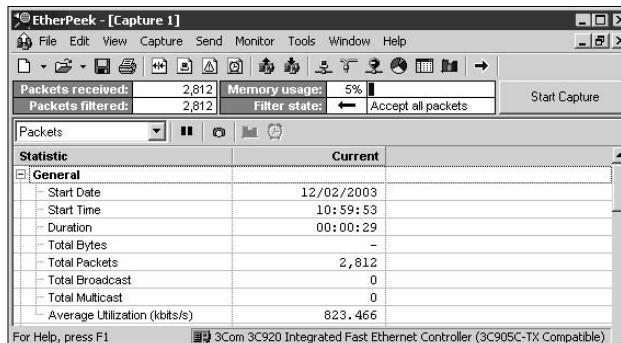 EtherPeek - [Capture 1]
File Edit View Capture Send Monitor Tools Window Help
Packets received: 2,812 Memory usage: 5%
Packets filtered: 2,812 Filter state: Accept all packets
Start Capture
Packets
Statistic Current
General
Start Date 12/02/2003
Start Time 10:59:53
Duration 00:00:29
Total Bytes -
Total Packets 2,812
Total Broadcast 0
Total Multicast 0
Average Utilization (kbits/s) 823.466
For Help, press F1 3Com 3C920 Integrated Fast Ethernet Controller (3C905C-TX Compatible)